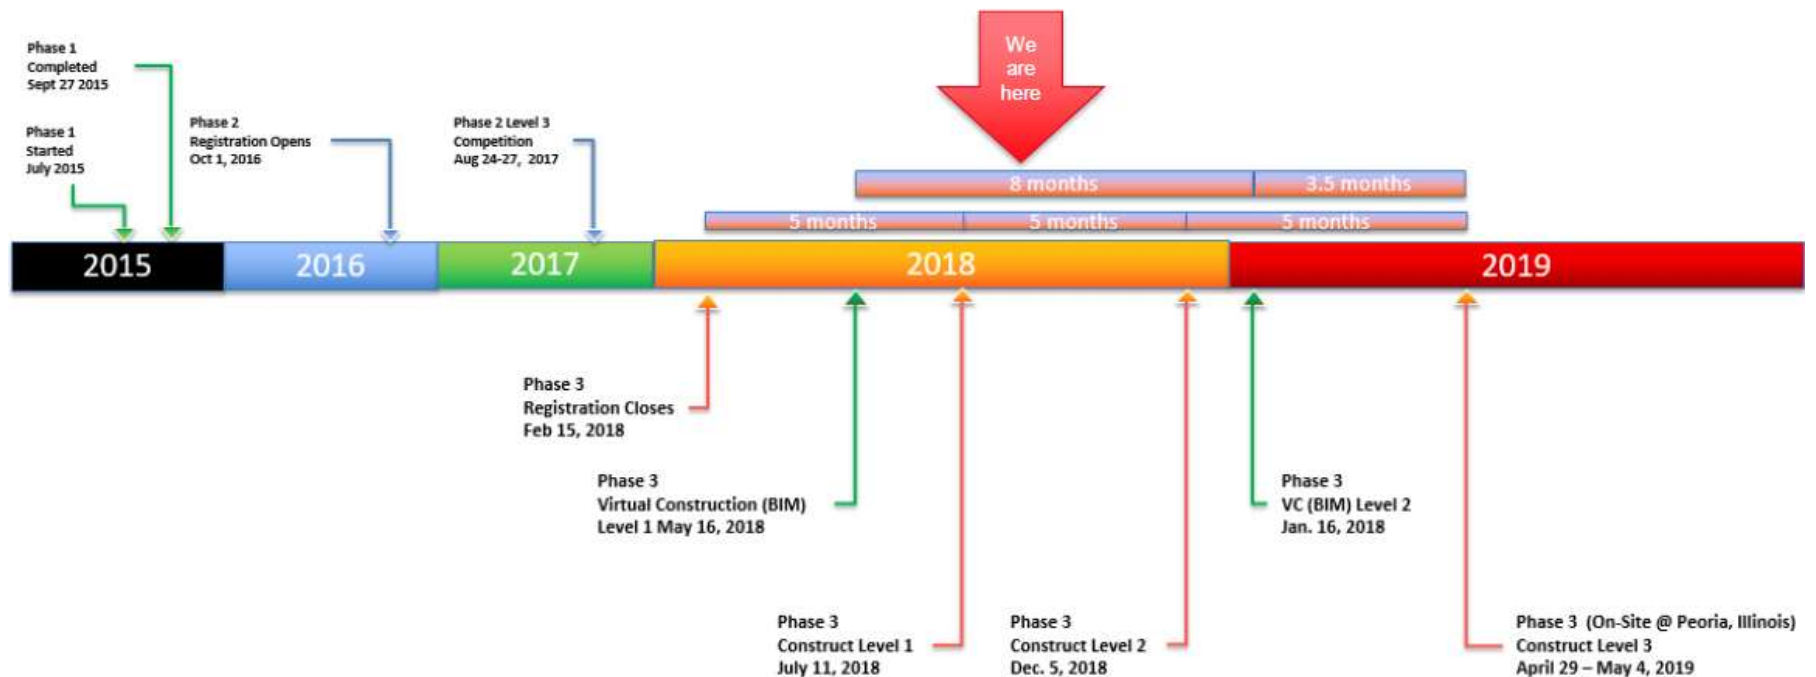 We
are
here
Phase 1
Completed
Sept 27 2015
Phase 1
Started
July 2015
Phase 2
Registration Opens
Oct 1, 2016
Phase 2 Level 3
Competition
Aug 24-27, 2017
8 months
3.5 months
5 months
5 months
5 months
2015
2016
2017
2018
2019
Phase 3
Registration Closes
Feb 15, 2018
Phase 3
Virtual Construction (BIM)
Level 1 May 16, 2018
Phase 3
VC (BIM) Level 2
Jan. 16, 2018
Phase 3
Construct Level 1
July 11, 2018
Phase 3
Construct Level 2
Dec. 5, 2018
Phase 3 (On-Site @ Peoria, Illinois)
Construct Level 3
April 29 – May 4, 2019